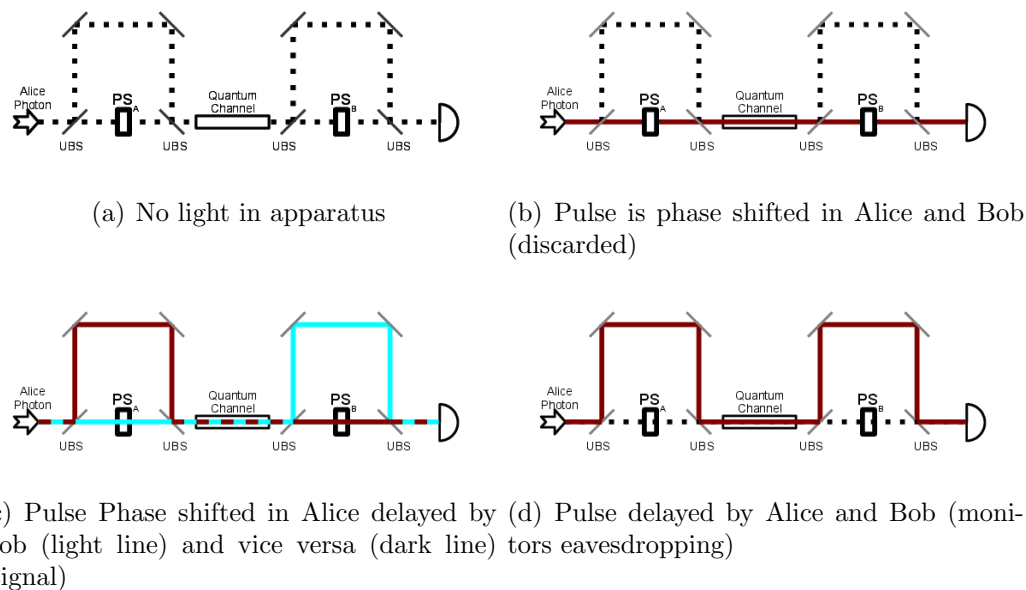 Alice
Photon
PS
A
Quantum
Channel
PS
B
UBS
UBS
UBS
UBS
(a) No light in apparatus
Alice
Photon
PS
A
Quantum
Channel
PS
B
UBS
UBS
UBS
UBS
(b) Pulse is phase shifted in Alice and Bob
(discarded)
Alice
Photon
PS
A
Quantum
Channel
PS
B
UBS
UBS
UBS
UBS
) Pulse Phase shifted in Alice delayed by
ob (light line) and vice versa (dark line)
ignal)
Alice
Photon
PS
A
Quantum
Channel
PS
B
UBS
UBS
UBS
UBS
(d) Pulse delayed by Alice and Bob (moni-
tors eavesdropping)